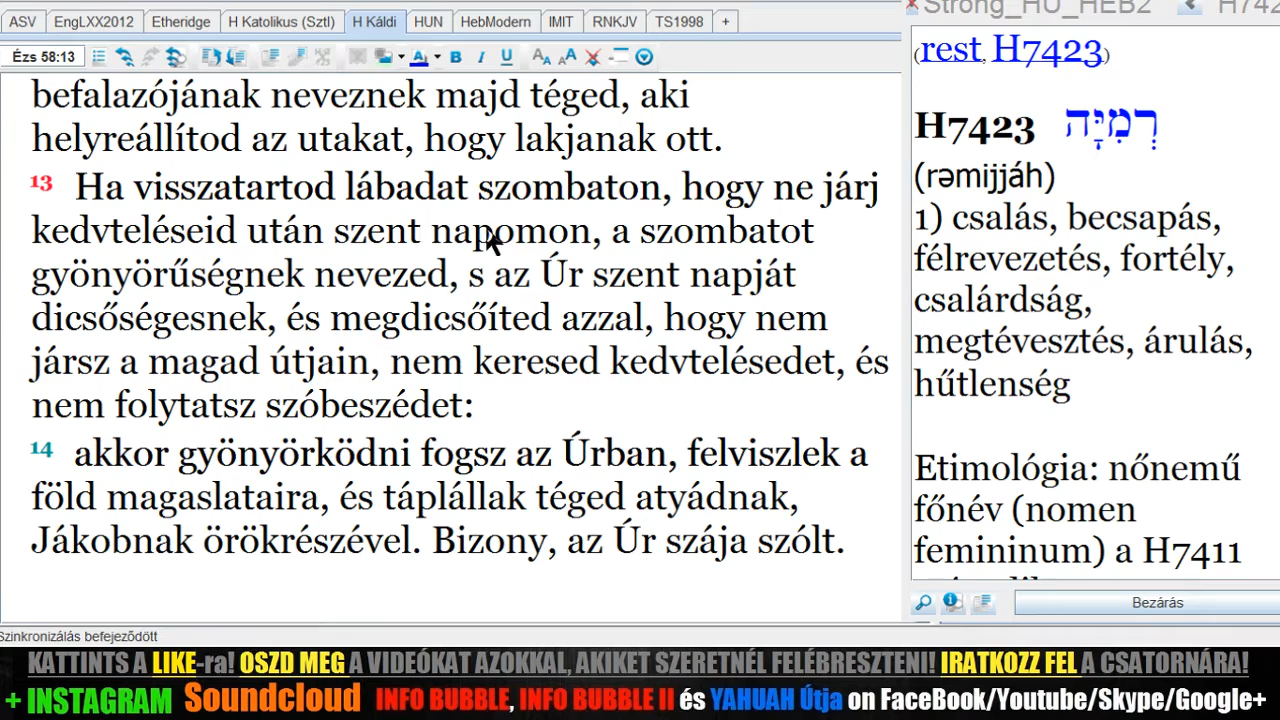 ASV EngLXX2012 Etheridge H Katolikus (Sztl) H Káldi HUN HebModern IMIT RNKJV TS1998 +
Ézs 58:13
befalazójának neveznek majd téged, aki
helyreállítod az utakat, hogy lakjanak ott.
13 Ha visszatartod lábadat szombaton, hogy ne járj
kedvteléseid után szent napomon, a szombatot
gyönyörűségnek nevezed, s az Úr szent napját
dicsőségesnek, és megdicsőíted azzal, hogy nem
jársz a magad útjain, nem keresed kedvtelésedet, és
nem folytatsz szóbeszédet:
14 akkor gyönyörködni fogsz az Úrban, felviszlek a
föld magaslataira, és táplállak téged atyádnak,
Jákobnak örökrészével. Bizony, az Úr szája szólt.
Strong_HU_HEB2
(rest, H7423)
H7423 רְמִיָּה
(rəmijjáh)
1) csalás, becsapás,
félrevezetés, fortély,
csalárdság,
megtévesztés, árulás,
hűtlenség
Etimológia: nőnemű
főnév (nomen
femininum) a H7411
Bezárás
Szinkronizálás befejeződött
KATTINTS A LIKE-ra! OSZD MEG A VIDEÓKAT AZOKKAL, AKIKET SZERETNÉL FELÉBRESZTENI! IRATKOZZ FEL A CSATORNÁRA!
+ INSTAGRAM Soundcloud INFO BUBBLE, INFO BUBBLE II és YAHUAH Útja on FaceBook/Youtube/Skype/Google+